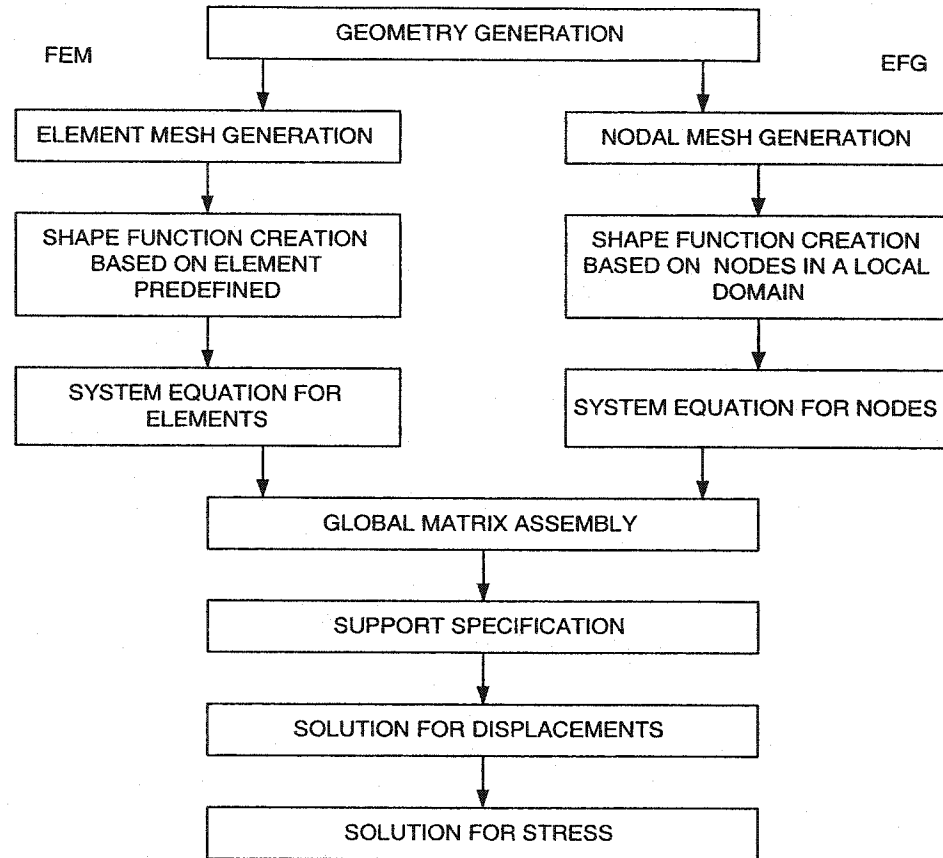 GEOMETRY GENERATION
FEM
EFG
ELEMENT MESH GENERATION
NODAL MESH GENERATION
SHAPE FUNCTION CREATION
BASED ON ELEMENT
PREDEFINED
SHAPE FUNCTION CREATION
BASED ON NODES IN A LOCAL
DOMAIN
SYSTEM EQUATION FOR
ELEMENTS
SYSTEM EQUATION FOR NODES
GLOBAL MATRIX ASSEMBLY
SUPPORT SPECIFICATION
SOLUTION FOR DISPLACEMENTS
SOLUTION FOR STRESS